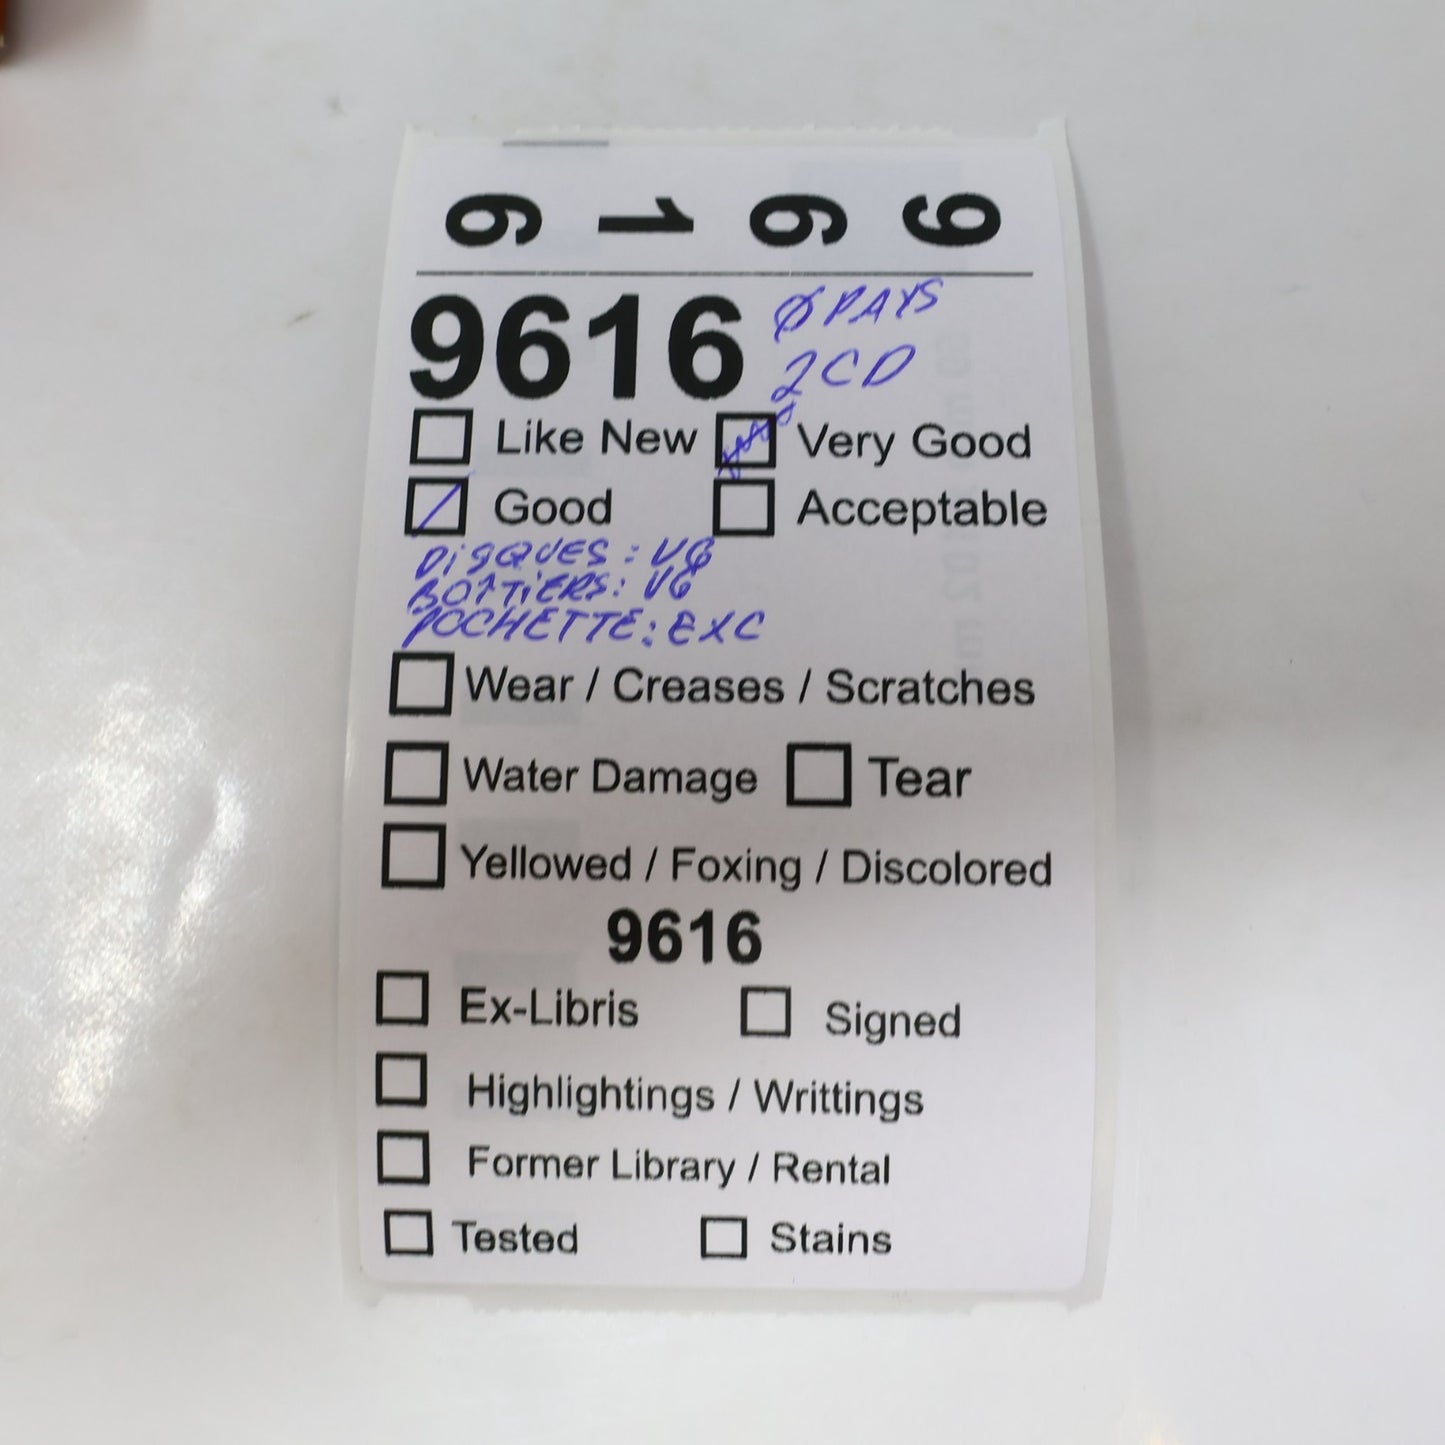 9616
9616 Ø PAYS
2CD
Like New Very Good
Good Acceptable
DISQUES: VG
BOÎTIERS: VG
POCHETTE: EXC
Wear / Creases / Scratches
Water Damage Tear
Yellowed / Foxing / Discolored
9616
Ex-Libris Signed
Highlightings / Writtings
Former Library / Rental
Tested Stains